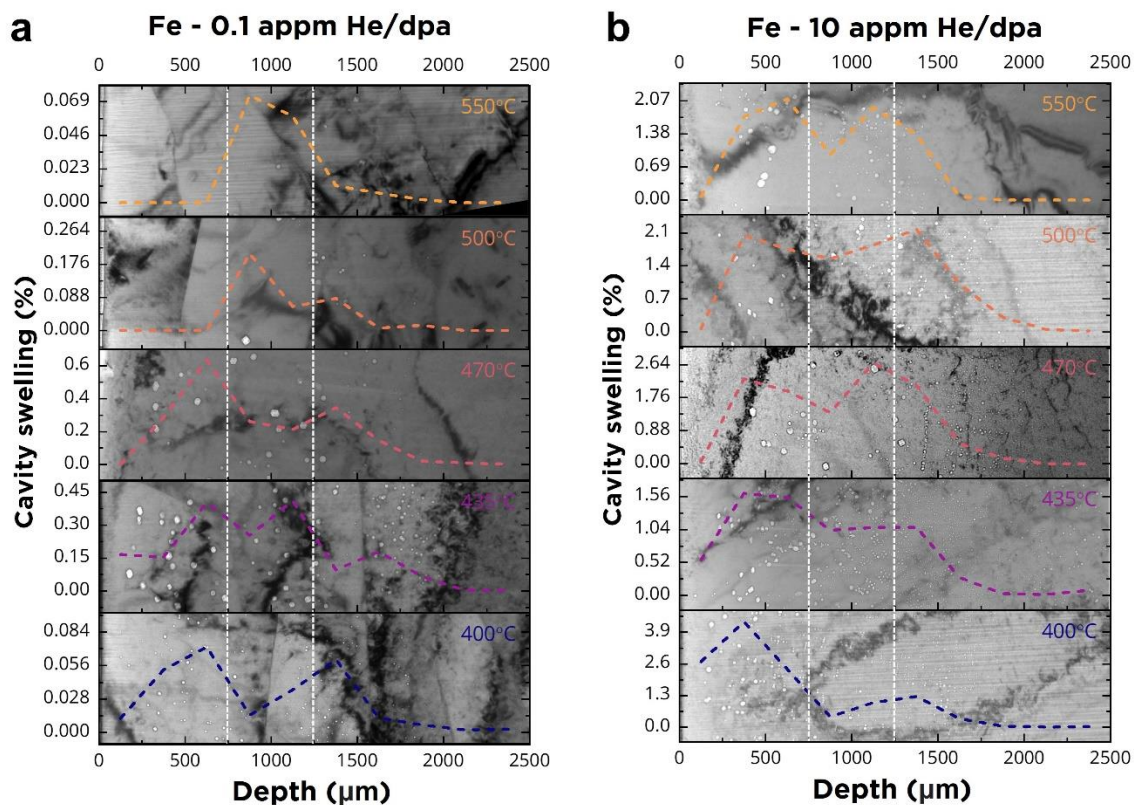 a
Fe - 0.1 appm He/dpa
0 500 1000 1500 2000 2500
550°C
0.069
0.046
0.023
0.000
500°C
0.264
0.176
0.088
0.000
470°C
0.6
0.4
0.2
0.0
435°C
0.45
0.30
0.15
0.00
400°C
0.084
0.056
0.028
0.000
Cavity swelling (%)
0 500 1000 1500 2000 2500
Depth (µm)
b
Fe - 10 appm He/dpa
0 500 1000 1500 2000 2500
550°C
2.07
1.38
0.69
0.00
500°C
2.1
1.4
0.7
0.0
470°C
2.64
1.76
0.88
0.00
435°C
1.56
1.04
0.52
0.00
400°C
3.9
2.6
1.3
0.0
Cavity swelling (%)
0 500 1000 1500 2000 2500
Depth (µm)